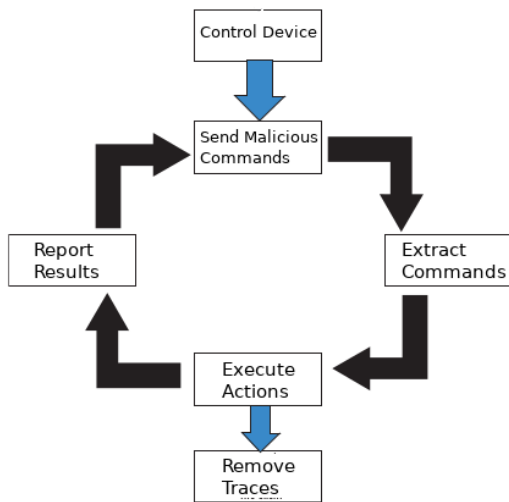 Control Device
Send Malicious
Commands
Report
Results
Extract
Commands
Execute
Actions
Remove
Traces